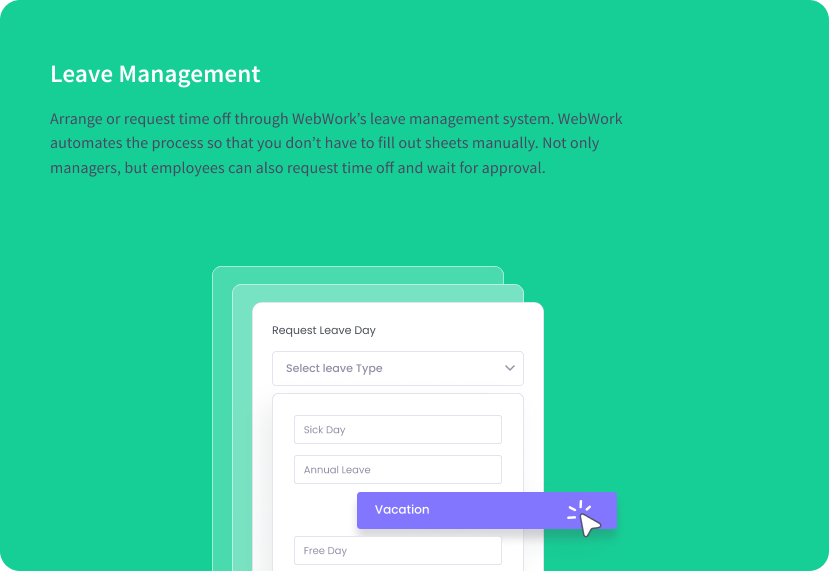 Leave Management
Arrange or request time off through WebWork’s leave management system. WebWork
automates the process so that you don’t have to fill out sheets manually. Not only
managers, but employees can also request time off and wait for approval.
Request Leave Day
Select leave Type
Sick Day
Annual Leave
Vacation
Free Day